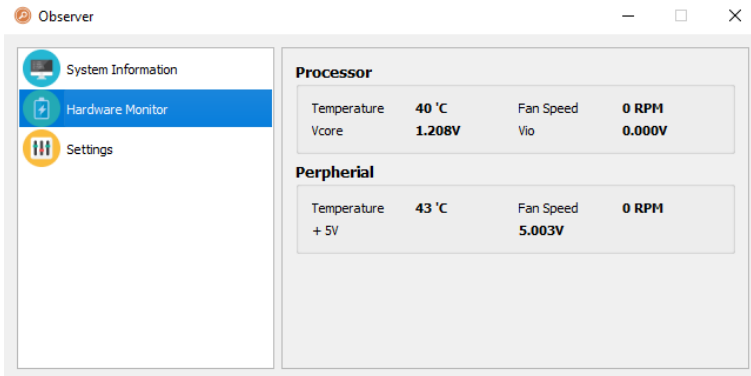 Observer
System Information
Hardware Monitor
Settings
Processor
Temperature 40 'C Fan Speed 0 RPM
Vcore 1.208V Vio 0.000V
Perpherial
Temperature 43 'C Fan Speed 0 RPM
+ 5V 5.003V